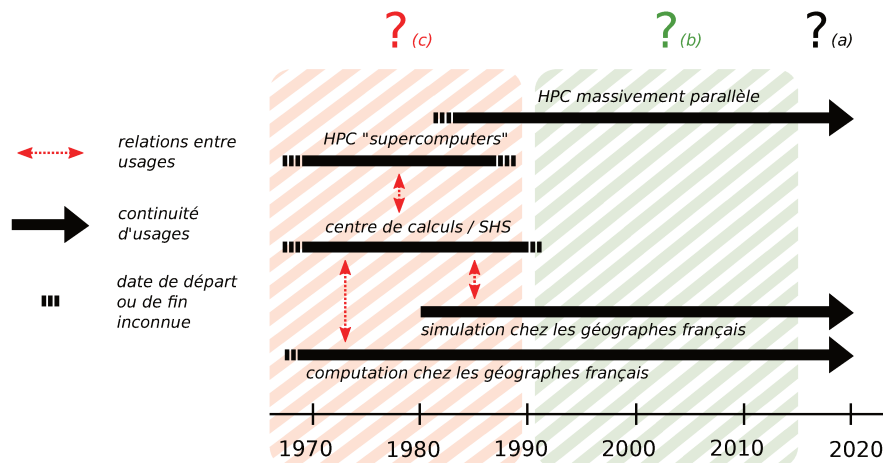 ? (c)
? (b)
? (a)
HPC massivement parallèle
HPC "supercomputers"
relations entre
usages
continuité
d'usages
centre de calculs / SHS
date de départ
ou de fin
inconnue
simulation chez les géographes français
computation chez les géographes français
1970 1980 1990 2000 2010 2020